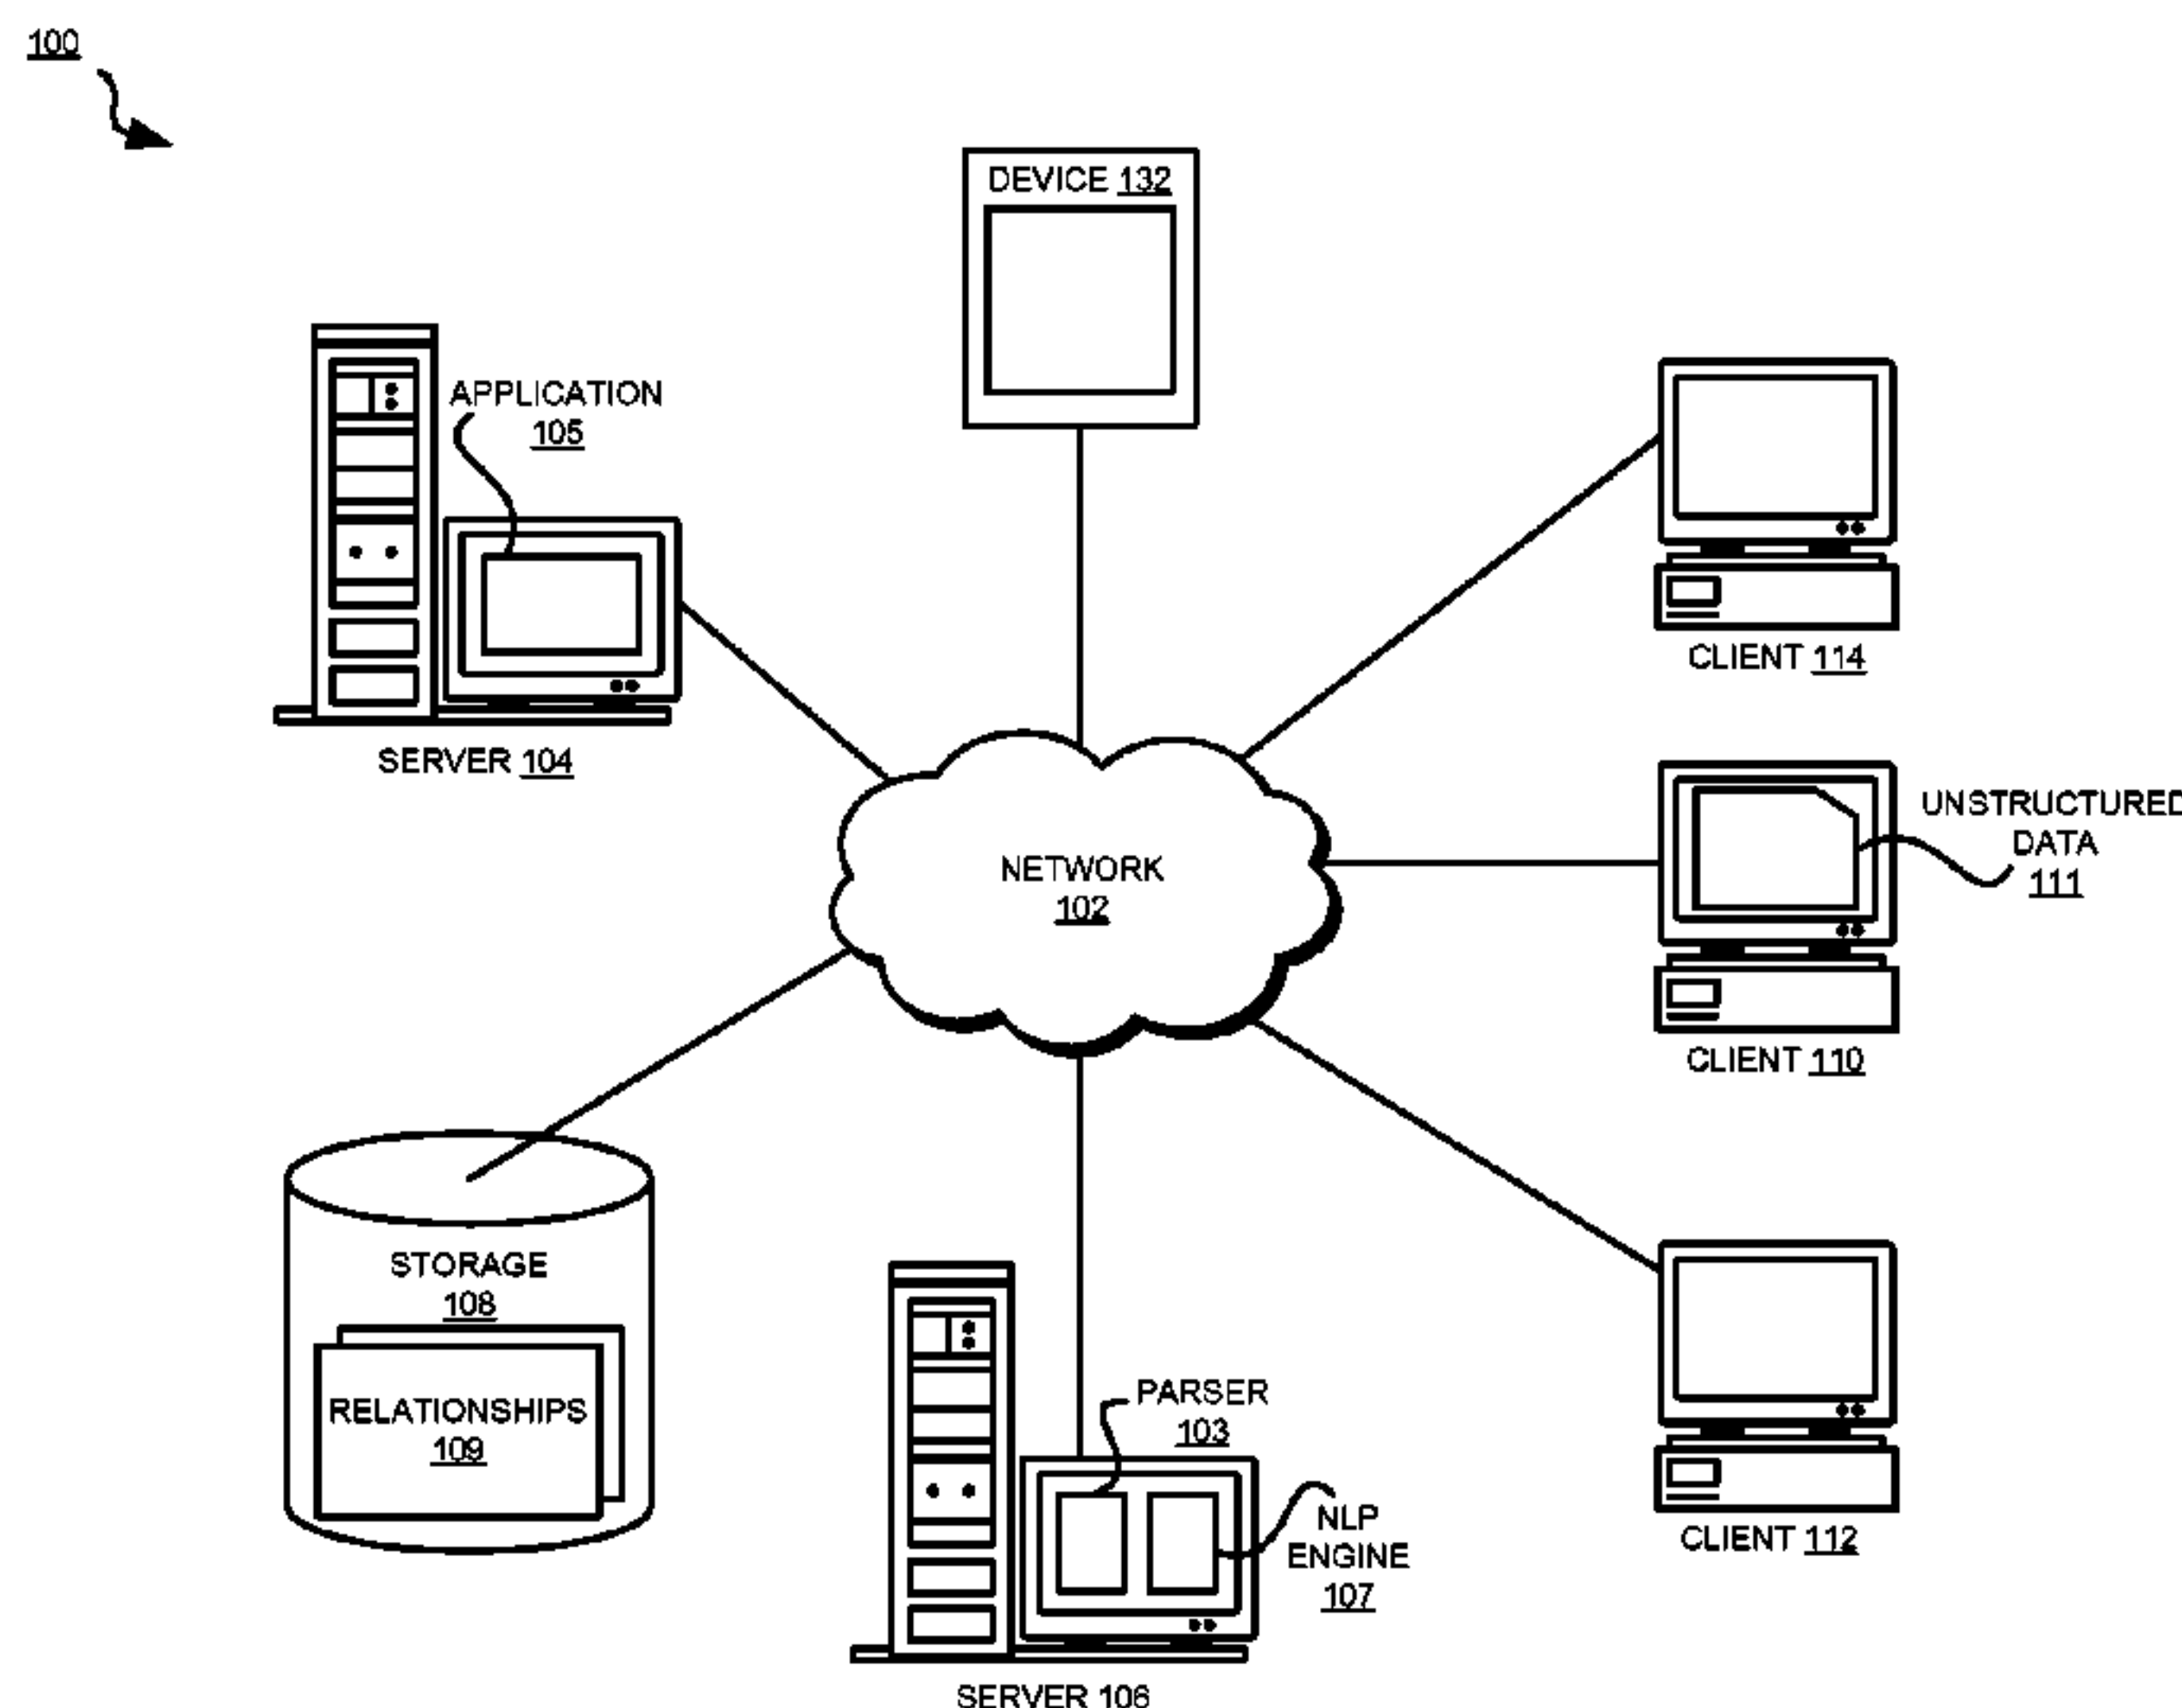 100
DEVICE 132
APPLICATION
105
SERVER 104
CLIENT 114
NETWORK
102
UNSTRUCTURED
DATA
111
CLIENT 110
STORAGE
108
RELATIONSHIPS
109
PARSER
103
NLP
ENGINE
107
SERVER 106
CLIENT 112